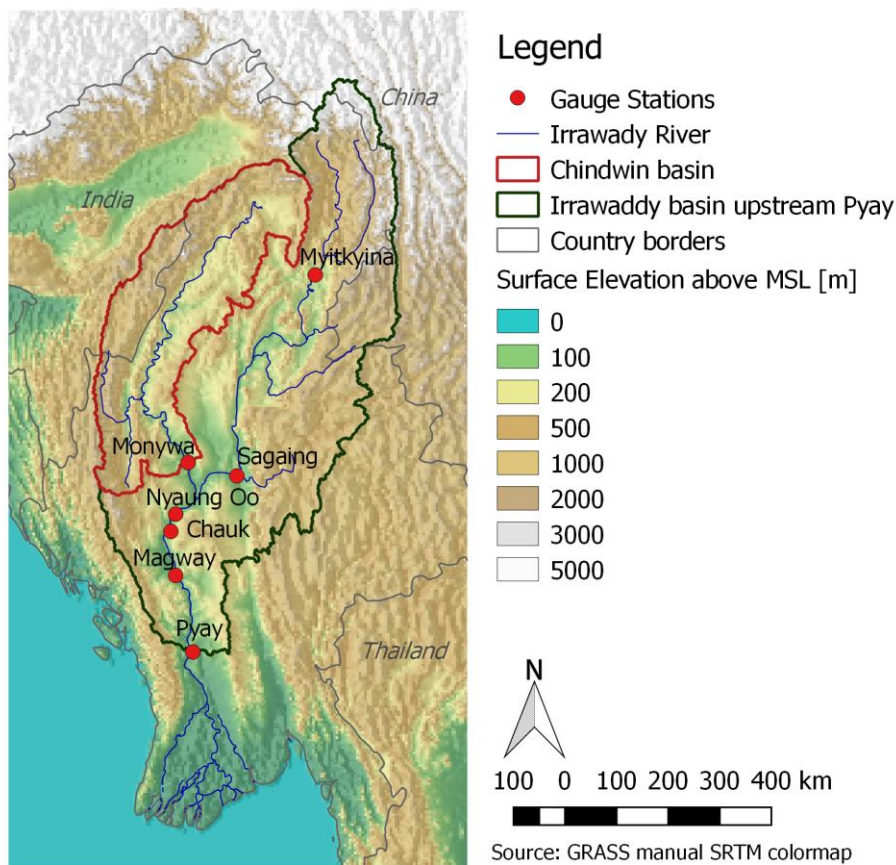 China
India
Myitkyina
Monywa
Sagaing
Nyaung Oo
Chauk
Magway
Pyay
Thailand
Legend
Gauge Stations
Irrawady River
Chindwin basin
Irrawaddy basin upstream Pyay
Country borders
Surface Elevation above MSL [m]
0
100
200
500
1000
2000
3000
5000
N
100 0 100 200 300 400 km
Source: GRASS manual SRTM colormap